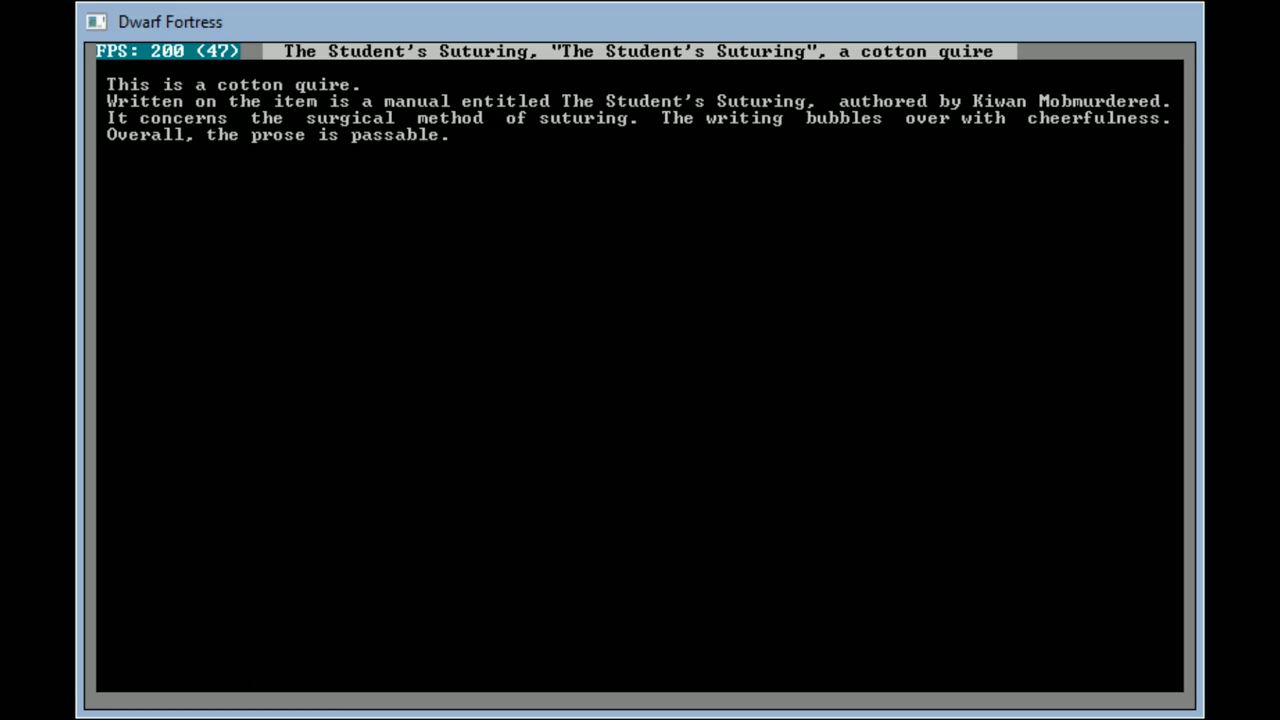 Dwarf Fortress
FPS: 200 (47) The Student's Suturing, "The Student's Suturing", a cotton quire
This is a cotton quire.
Written on the item is a manual entitled The Student's Suturing, authored by Kiwan Mobmurdered.
It concerns the surgical method of suturing. The writing bubbles over with cheerfulness.
Overall, the prose is passable.